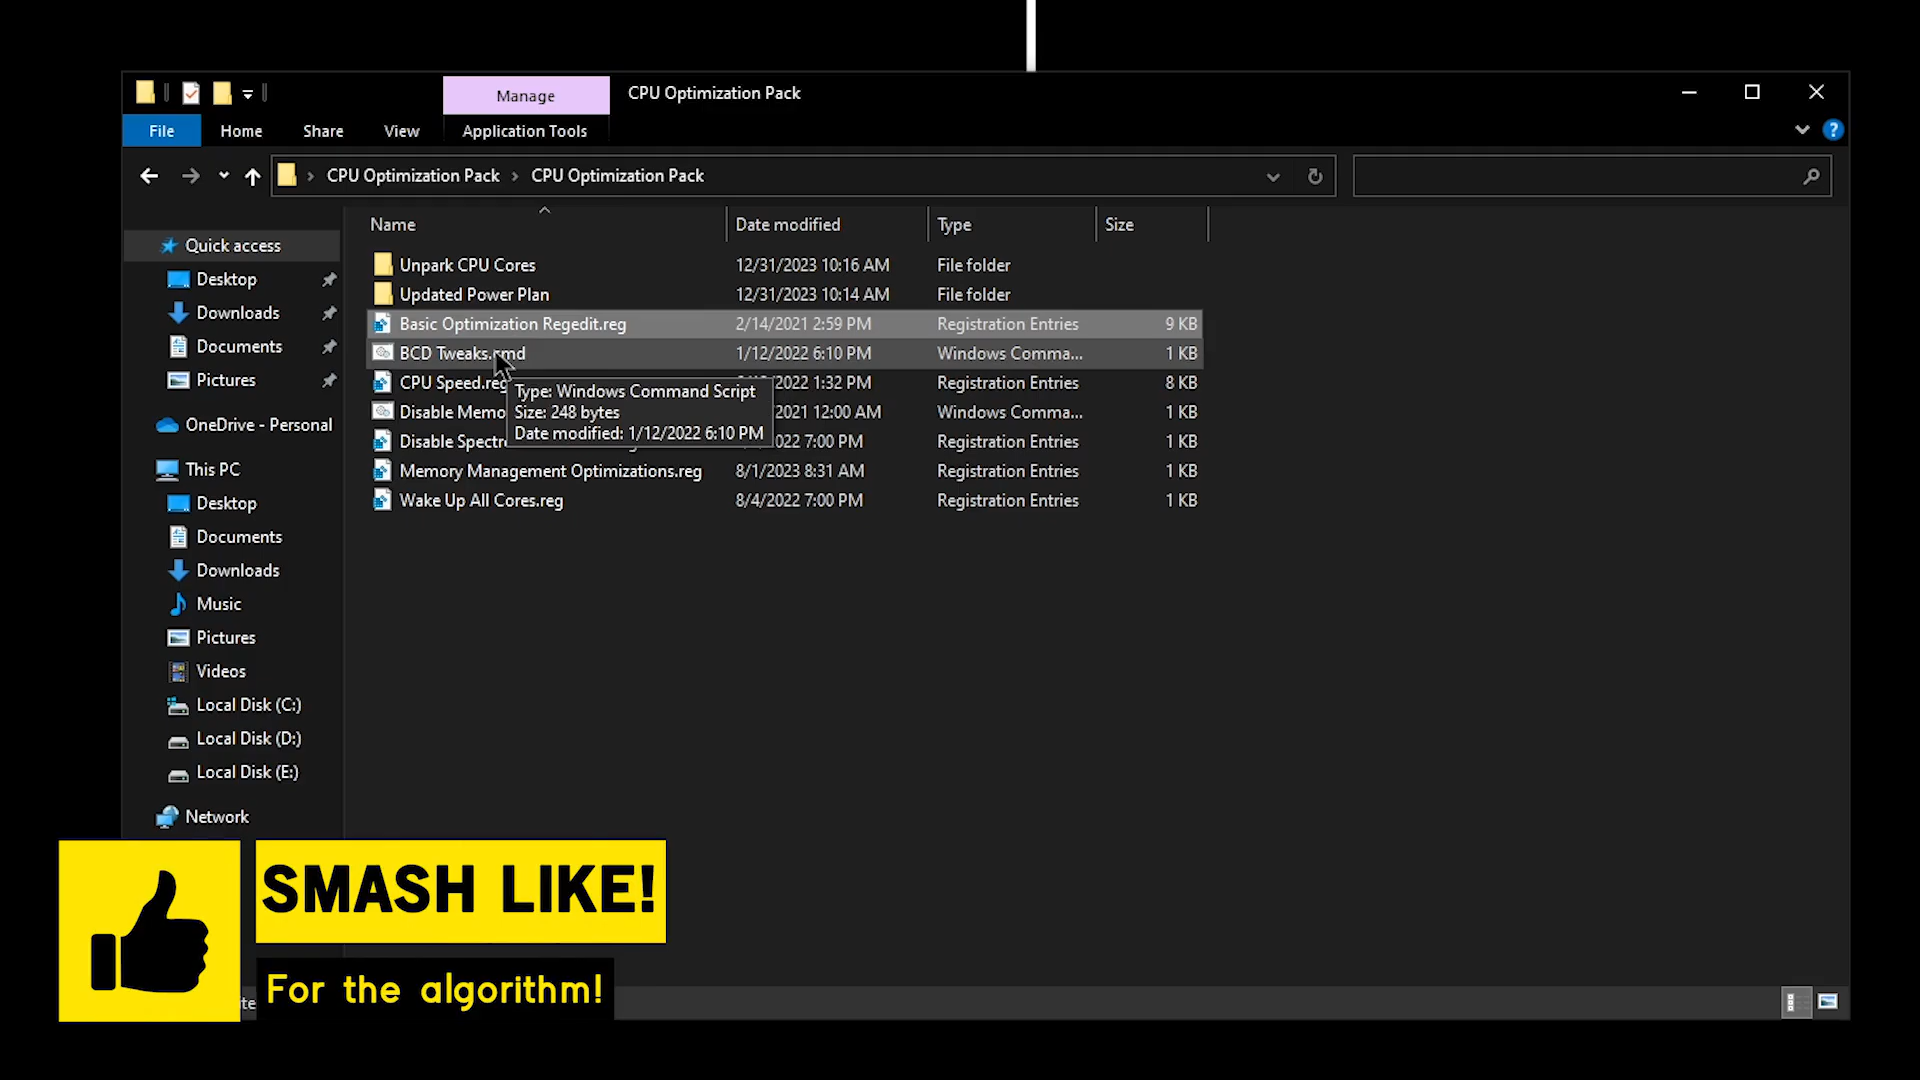 Manage
CPU Optimization Pack
File
Home
Share
View
Application Tools
?
CPU Optimization Pack > CPU Optimization Pack
Name
Date modified
Type
Size
Quick access
Desktop
Downloads
Documents
Pictures
OneDrive - Personal
This PC
Desktop
Documents
Downloads
Music
Pictures
Videos
Local Disk (C:)
Local Disk (D:)
Local Disk (E:)
Network
Unpark CPU Cores 12/31/2023 10:16 AM File folder
Updated Power Plan 12/31/2023 10:14 AM File folder
Basic Optimization Regedit.reg 2/14/2021 2:59 PM Registration Entries 9 KB
BCD Tweaks.cmd 1/12/2022 6:10 PM Windows Comma... 1 KB
CPU Speed.reg 2022 1:32 PM Registration Entries 8 KB
Disable Memo 2021 12:00 AM Windows Comma... 1 KB
Disable Spectr 2022 7:00 PM Registration Entries 1 KB
Memory Management Optimizations.reg 8/1/2023 8:31 AM Registration Entries 1 KB
Wake Up All Cores.reg 8/4/2022 7:00 PM Registration Entries 1 KB
Type: Windows Command Script
Size: 248 bytes
Date modified: 1/12/2022 6:10 PM
SMASH LIKE!
For the algorithm!